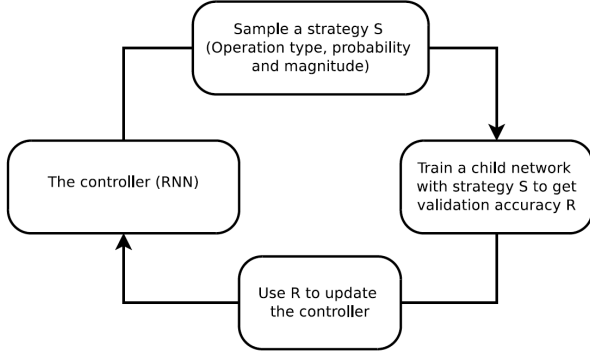 Sample a strategy S
(Operation type, probability
and magnitude)
The controller (RNN)
Train a child network
with strategy S to get
validation accuracy R
Use R to update
the controller